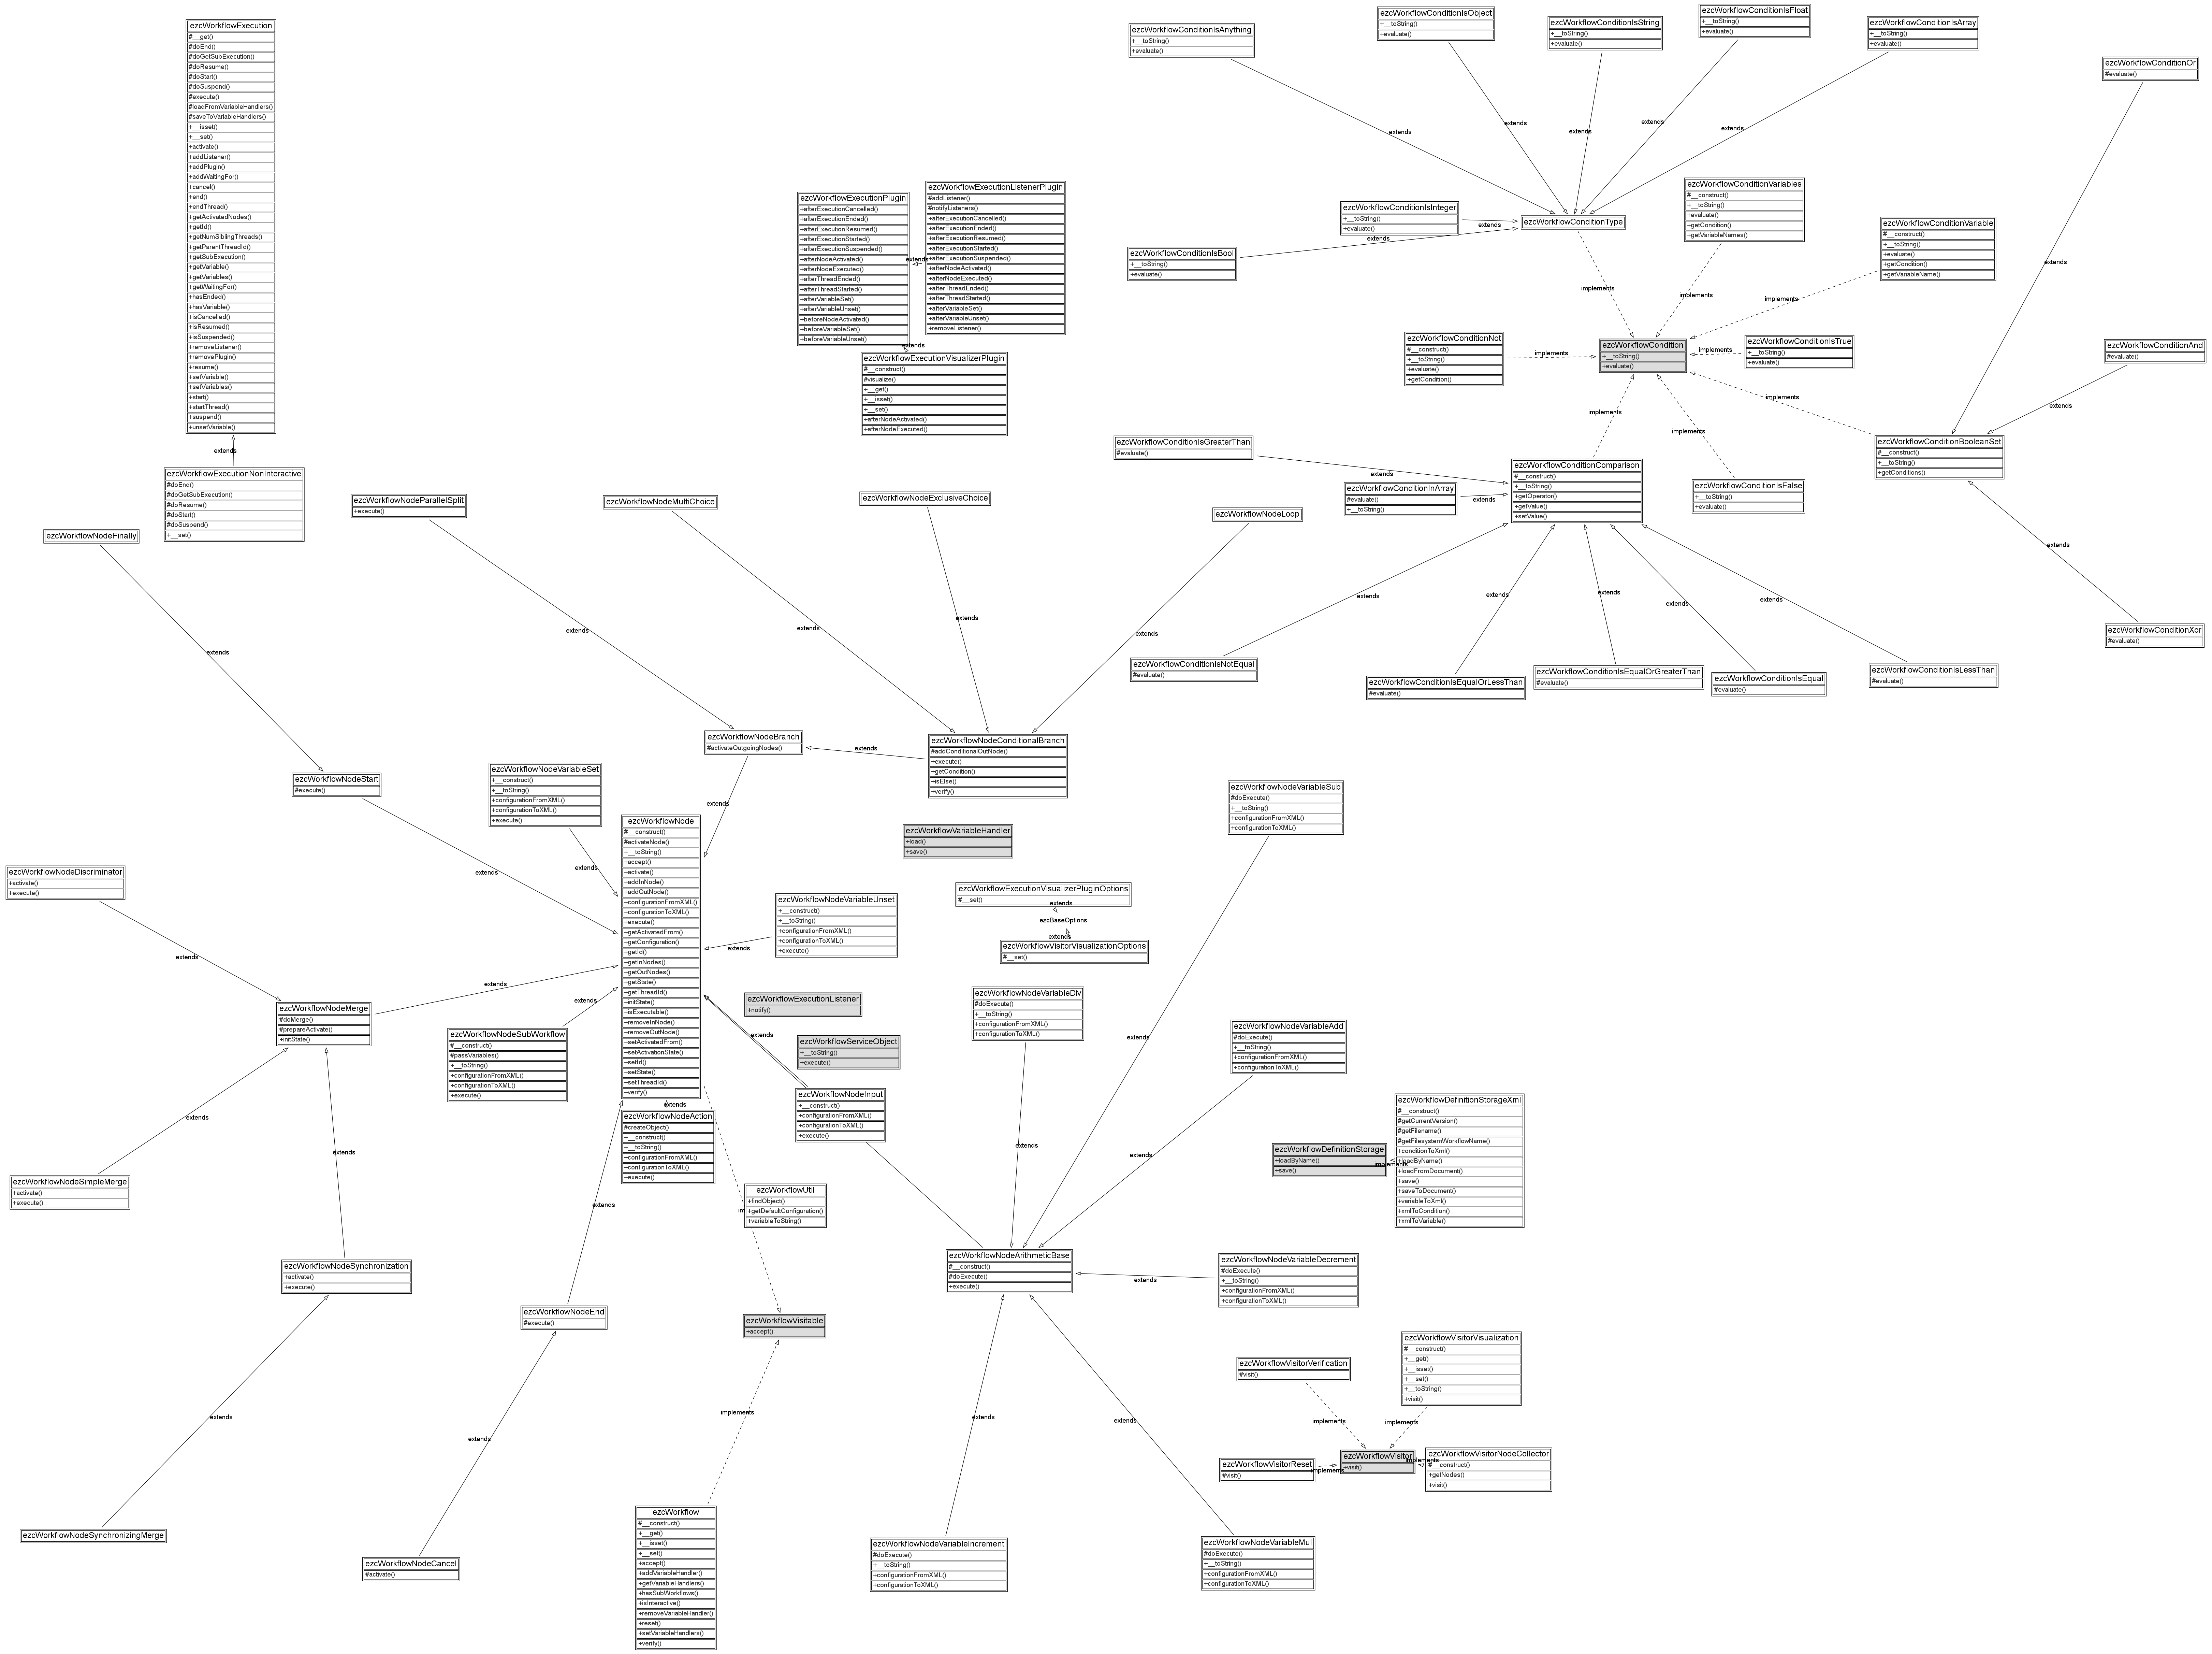 ezcWorkflowExecution
#__get()
#doEnd()
#doGetSubExecution()
#doResume()
#doStart()
#doSuspend()
#execute()
#loadFromVariableHandlers()
#saveToVariableHandlers()
+__isset()
+__set()
+activate()
+addListener()
+addPlugin()
+addWaitingFor()
+cancel()
+end()
+endThread()
+getActivatedNodes()
+getId()
+getNumSiblingThreads()
+getParentThreadId()
+getSubExecution()
+getVariable()
+getVariables()
+getWaitingFor()
+hasEnded()
+hasVariable()
+isCancelled()
+isResumed()
+isSuspended()
+removeListener()
+removePlugin()
+resume()
+setVariable()
+setVariables()
+start()
+startThread()
+suspend()
+unsetVariable()
extends
ezcWorkflowExecutionNonInteractive
#doEnd()
#doGetSubExecution()
#doResume()
#doStart()
#doSuspend()
+__set()
ezcWorkflowExecutionPlugin
+afterExecutionCancelled()
+afterExecutionEnded()
+afterExecutionResumed()
+afterExecutionStarted()
+afterExecutionSuspended()
+afterNodeActivated()
+afterNodeExecuted()
+afterThreadEnded()
+afterThreadStarted()
+afterVariableSet()
+afterVariableUnset()
+beforeNodeActivated()
+beforeVariableSet()
+beforeVariableUnset()
extends
ezcWorkflowExecutionListenerPlugin
#addListener()
#notifyListeners()
+afterExecutionCancelled()
+afterExecutionEnded()
+afterExecutionResumed()
+afterExecutionStarted()
+afterExecutionSuspended()
+afterNodeActivated()
+afterNodeExecuted()
+afterThreadEnded()
+afterThreadStarted()
+afterVariableSet()
+afterVariableUnset()
+removeListener()
extends
ezcWorkflowExecutionVisualizerPlugin
#__construct()
#visualize()
+__get()
+__isset()
+__set()
+afterNodeActivated()
+afterNodeExecuted()
ezcWorkflowConditionIsAnything
+__toString()
+evaluate()
ezcWorkflowConditionIsObject
+__toString()
+evaluate()
ezcWorkflowConditionIsString
+__toString()
+evaluate()
ezcWorkflowConditionIsFloat
+__toString()
+evaluate()
ezcWorkflowConditionIsArray
+__toString()
+evaluate()
ezcWorkflowConditionOr
#evaluate()
extends
extends
extends
extends
extends
extends
ezcWorkflowConditionIsInteger
+__toString()
+evaluate()
extends
extends
ezcWorkflowConditionIsBool
+__toString()
+evaluate()
ezcWorkflowConditionType
ezcWorkflowConditionVariables
#__construct()
+__toString()
+evaluate()
+getCondition()
+getVariableNames()
ezcWorkflowConditionVariable
#__construct()
+__toString()
+evaluate()
+getCondition()
+getVariableName()
implements
implements
implements
ezcWorkflowConditionNot
#__construct()
+__toString()
+evaluate()
+getCondition()
implements
ezcWorkflowCondition
+__toString()
+evaluate()
implements
ezcWorkflowConditionIsTrue
+__toString()
+evaluate()
ezcWorkflowConditionAnd
#evaluate()
implements
implements
implements
extends
ezcWorkflowConditionIsGreaterThan
#evaluate()
extends
ezcWorkflowConditionInArray
#evaluate()
+__toString()
extends
ezcWorkflowConditionComparison
#__construct()
+__toString()
+getOperator()
+getValue()
+setValue()
ezcWorkflowConditionIsFalse
+__toString()
+evaluate()
ezcWorkflowConditionBooleanSet
#__construct()
+__toString()
+getConditions()
extends
extends
extends
extends
extends
extends
ezcWorkflowConditionIsNotEqual
#evaluate()
ezcWorkflowConditionIsEqualOrLessThan
#evaluate()
ezcWorkflowConditionIsEqualOrGreaterThan
#evaluate()
ezcWorkflowConditionIsEqual
#evaluate()
ezcWorkflowConditionIsLessThan
#evaluate()
ezcWorkflowConditionXor
#evaluate()
ezcWorkflowNodeFinally
ezcWorkflowNodeParallelSplit
+execute()
ezcWorkflowNodeMultiChoice
ezcWorkflowNodeExclusiveChoice
ezcWorkflowNodeLoop
extends
extends
extends
extends
extends
ezcWorkflowNodeBranch
#activateOutgoingNodes()
extends
ezcWorkflowNodeConditionalBranch
#addConditionalOutNode()
+execute()
+getCondition()
+isElse()
+verify()
ezcWorkflowNodeStart
#execute()
ezcWorkflowNodeVariableSet
+__construct()
+__toString()
+configurationFromXML()
+configurationToXML()
+execute()
extends
extends
extends
ezcWorkflowNode
#__construct()
#activateNode()
+__toString()
+accept()
+activate()
+addInNode()
+addOutNode()
+configurationFromXML()
+configurationToXML()
+execute()
+getActivatedFrom()
+getConfiguration()
+getId()
+getInNodes()
+getOutNodes()
+getState()
+getThreadId()
+initState()
+isExecutable()
+removeInNode()
+removeOutNode()
+setActivatedFrom()
+setActivationState()
+setId()
+setState()
+setThreadId()
+verify()
ezcWorkflowVariableHandler
+load()
+save()
ezcWorkflowNodeVariableSub
#doExecute()
+__toString()
+configurationFromXML()
+configurationToXML()
ezcWorkflowNodeDiscriminator
+activate()
+execute()
extends
ezcWorkflowNodeVariableUnset
+__construct()
+__toString()
+configurationFromXML()
+configurationToXML()
+execute()
extends
ezcWorkflowExecutionVisualizerPluginOptions
#__set()
extends
ezcBaseOptions
extends
ezcWorkflowVisitorVisualizationOptions
#__set()
ezcWorkflowNodeMerge
#doMerge()
#prepareActivate()
+initState()
extends
extends
ezcWorkflowNodeSubWorkflow
#__construct()
#passVariables()
+__toString()
+configurationFromXML()
+configurationToXML()
+execute()
ezcWorkflowExecutionListener
+notify()
extends
ezcWorkflowServiceObject
+__toString()
+execute()
ezcWorkflowNodeVariableDiv
#doExecute()
+__toString()
+configurationFromXML()
+configurationToXML()
extends
ezcWorkflowNodeVariableAdd
#doExecute()
+__toString()
+configurationFromXML()
+configurationToXML()
ezcWorkflowNodeInput
+__construct()
+configurationFromXML()
+configurationToXML()
+execute()
extends
ezcWorkflowNodeAction
#createObject()
+__construct()
+__toString()
+configurationFromXML()
+configurationToXML()
+execute()
extends
extends
extends
extends
ezcWorkflowDefinitionStorage
+loadByName()
+save()
implements
ezcWorkflowDefinitionStorageXml
#__construct()
#getCurrentVersion()
#getFilename()
#getFilesystemWorkflowName()
+conditionToXml()
+loadByName()
+loadFromDocument()
+save()
+saveToDocument()
+variableToXml()
+xmlToCondition()
+xmlToVariable()
ezcWorkflowNodeSimpleMerge
+activate()
+execute()
extends
ezcWorkflowUtil
+findObject()
+getDefaultConfiguration()
+variableToString()
ezcWorkflowNodeSynchronization
+activate()
+execute()
ezcWorkflowNodeArithmeticBase
#__construct()
#doExecute()
+execute()
extends
ezcWorkflowNodeVariableDecrement
#doExecute()
+__toString()
+configurationFromXML()
+configurationToXML()
ezcWorkflowNodeEnd
#execute()
ezcWorkflowVisitable
+accept()
ezcWorkflowVisitorVerification
#visit()
ezcWorkflowVisitorVisualization
#__construct()
+__get()
+__isset()
+__set()
+__toString()
+visit()
extends
extends
implements
extends
extends
implements
implements
ezcWorkflowVisitorReset
#visit()
implements
ezcWorkflowVisitor
+visit()
implements
ezcWorkflowVisitorNodeCollector
#__construct()
+getNodes()
+visit()
ezcWorkflowNodeSynchronizingMerge
ezcWorkflowNodeCancel
#activate()
ezcWorkflow
#__construct()
+__get()
+__isset()
+__set()
+accept()
+addVariableHandler()
+getVariableHandlers()
+hasSubWorkflows()
+isInteractive()
+removeVariableHandler()
+reset()
+setVariableHandlers()
+verify()
ezcWorkflowNodeVariableIncrement
#doExecute()
+__toString()
+configurationFromXML()
+configurationToXML()
ezcWorkflowNodeVariableMul
#doExecute()
+__toString()
+configurationFromXML()
+configurationToXML()